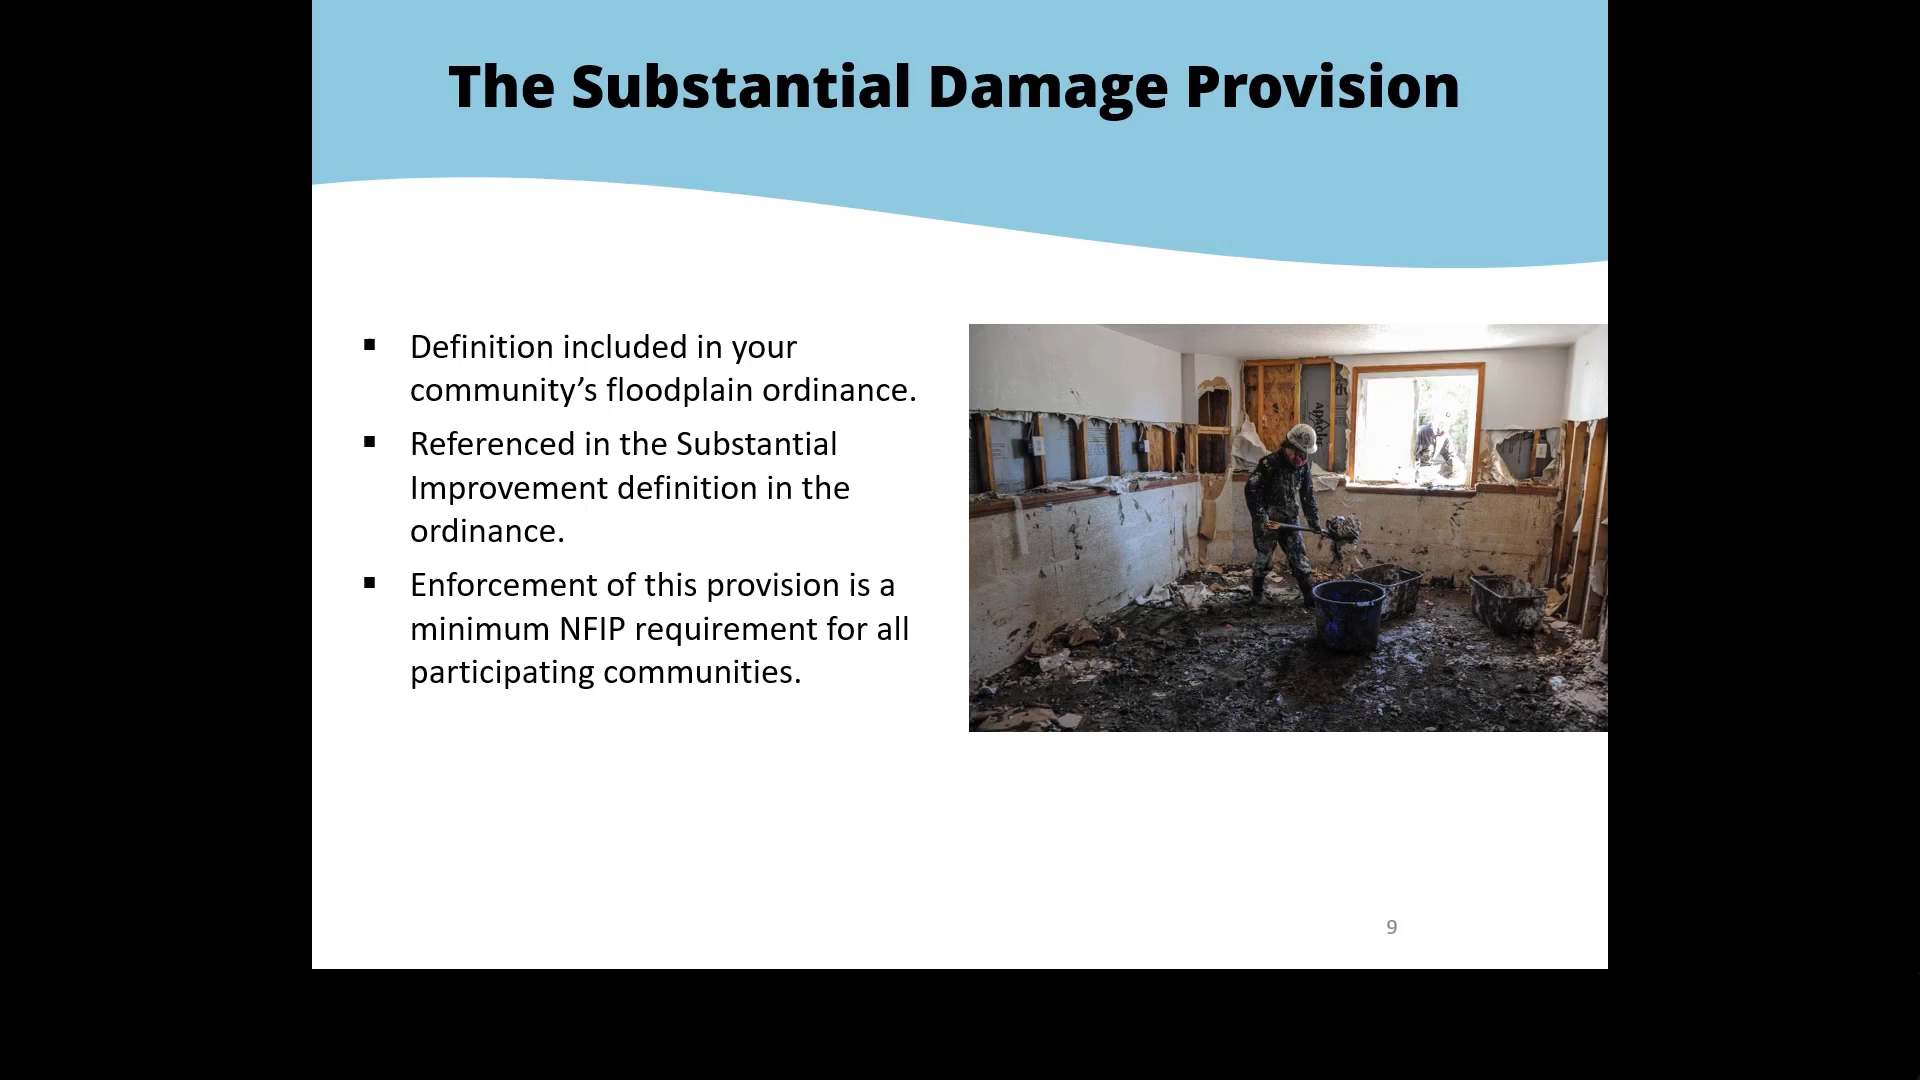 The Substantial Damage Provision
▪ Definition included in your
community’s floodplain ordinance.
▪ Referenced in the Substantial
Improvement definition in the
ordinance.
▪ Enforcement of this provision is a
minimum NFIP requirement for all
participating communities.
9